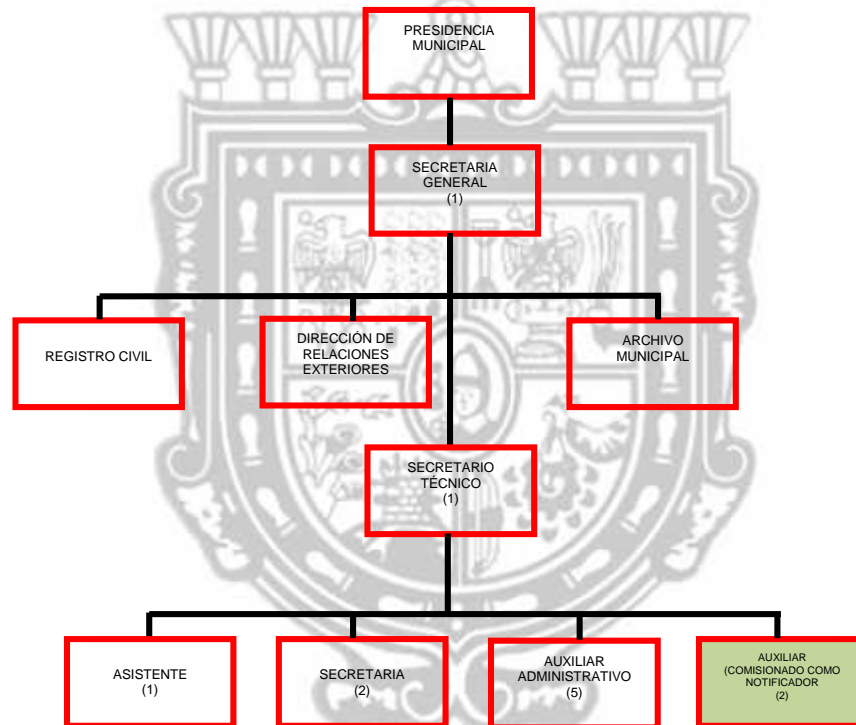 PRESIDENCIA
MUNICIPAL
SECRETARIA
GENERAL
(1)
REGISTRO CIVIL
DIRECCIÓN DE
RELACIONES
EXTERIORES
ARCHIVO
MUNICIPAL
SECRETARIO
TÉCNICO
(1)
ASISTENTE
(1)
SECRETARIA
(2)
AUXILIAR
ADMINISTRATIVO
(5)
AUXILIAR
(COMISIONADO COMO
NOTIFICADOR
(2)